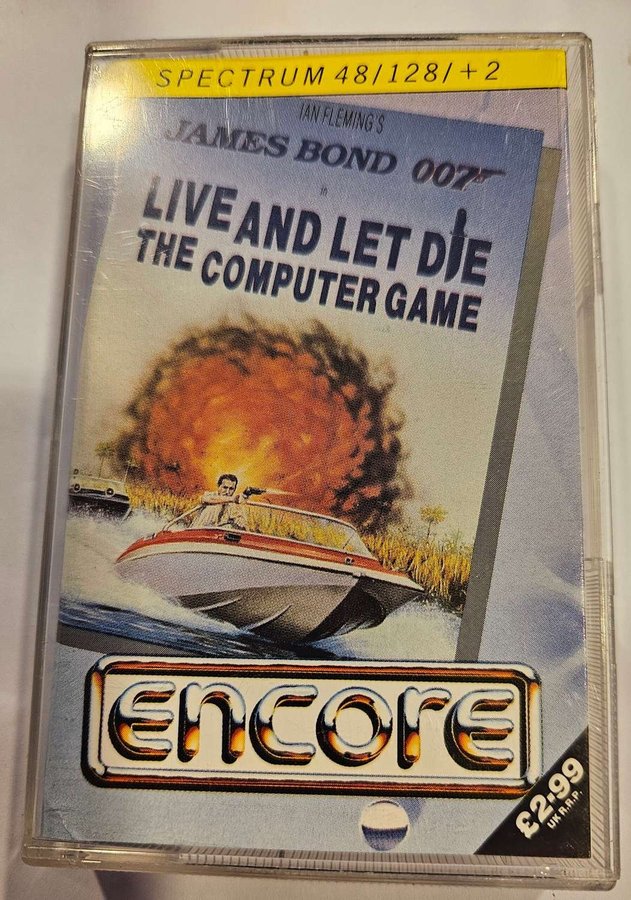 SPECTRUM 48/128/+2
IAN FLEMING'S
JAMES BOND 007
in
LIVE AND LET DIE
THE COMPUTER GAME
encore
£2.99
UK R.R.P.